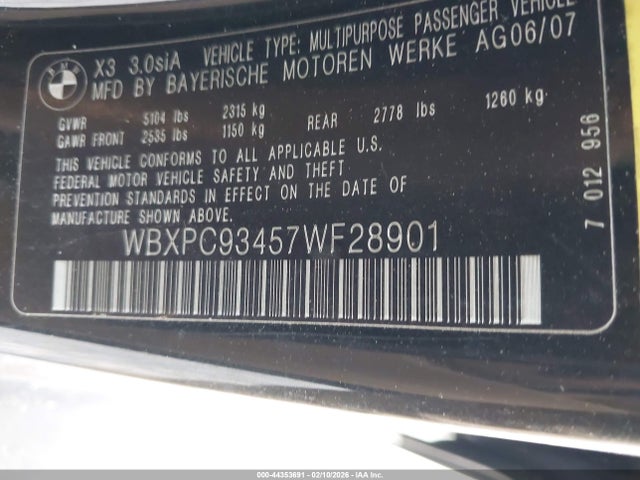 BMW
X3 3.0siA VEHICLE TYPE: MULTIPURPOSE PASSENGER VEHICLE
MFD BY BAYERISCHE MOTOREN WERKE AG06/07
GVWR 5104 lbs 2315 kg
GAWR FRONT 2535 lbs 1150 kg REAR 2778 lbs 1260 kg
THIS VEHICLE CONFORMS TO ALL APPLICABLE U.S.
FEDERAL MOTOR VEHICLE SAFETY AND THEFT
PREVENTION STANDARDS IN EFFECT ON THE DATE OF
MANUFACTURE SHOWN ABOVE.
WBXPC93457WF28901
7 012 956
000-44353691 - 02/10/2026 - IAA Inc.